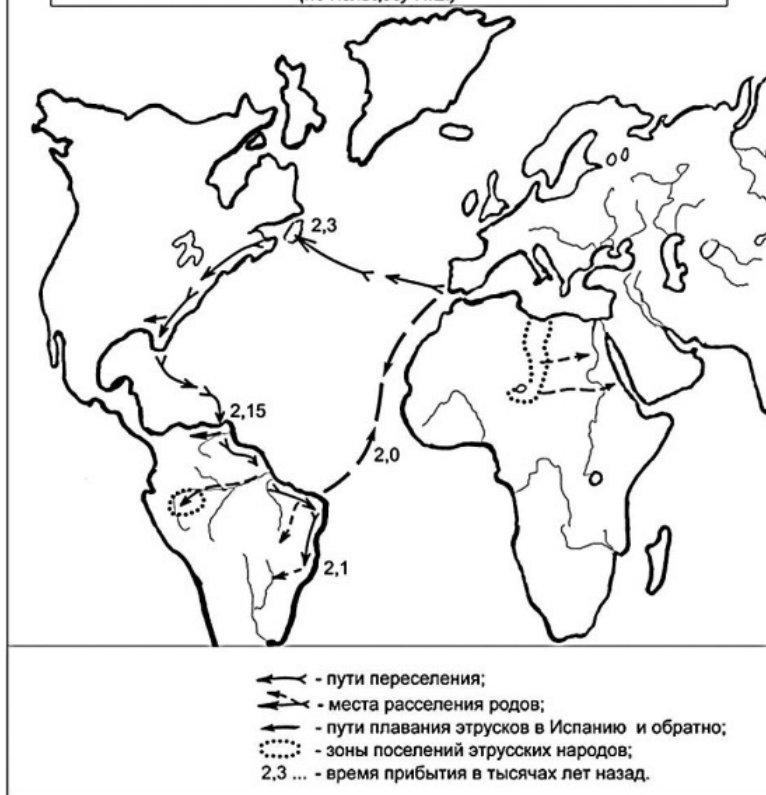 2,3
2,15
2,0
2,1
- пути переселения;
- места расселения родов;
- пути плавания этрусков в Испанию и обратно;
- зоны поселений этрусских народов;
2,3 ... - время прибытия в тысячах лет назад.